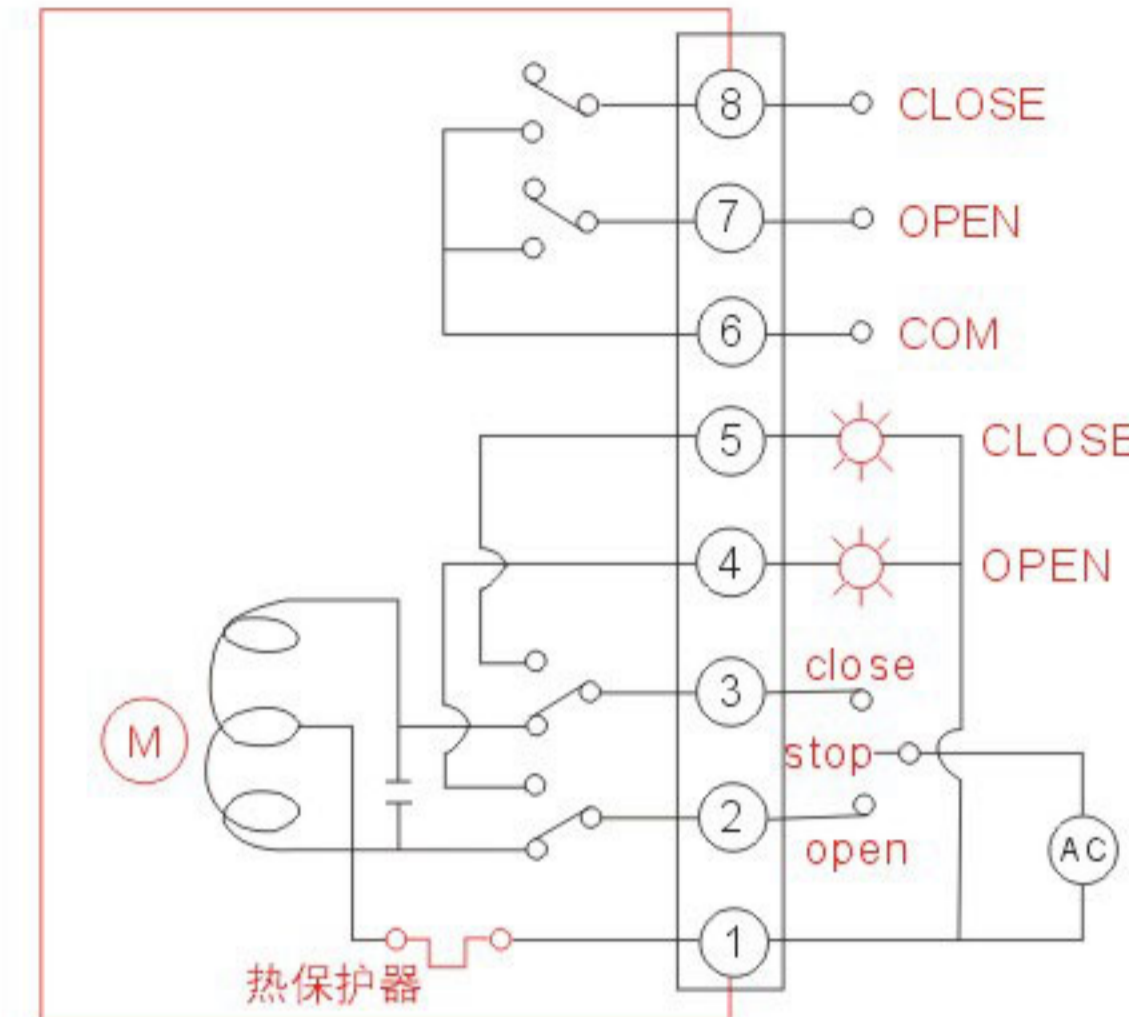 8 CLOSE
7 OPEN
6 COM
5 CLOSE
4 OPEN
close
3
M
stop
2
open
AC
1
热保护器